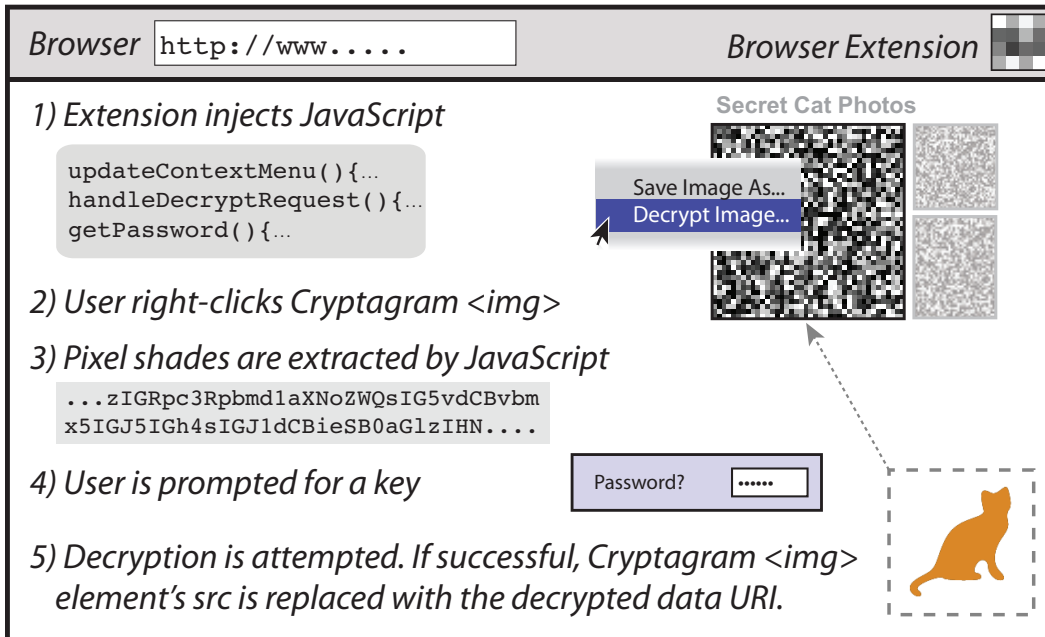 Browser http://www..... Browser Extension
1) Extension injects JavaScript
updateContextMenu(){...
handleDecryptRequest(){...
getPassword(){...
Secret Cat Photos
Save Image As...
Decrypt Image...
2) User right-clicks Cryptagram <img>
3) Pixel shades are extracted by JavaScript
...zIGRpc3Rpbmd1aXNoZWQsIG5vdCBvbm
x5IGJ5IGh4sIGJ1dCBieSB0aGlzIHN....
4) User is prompted for a key
Password? ••••••
5) Decryption is attempted. If successful, Cryptagram <img>
element's src is replaced with the decrypted data URI.